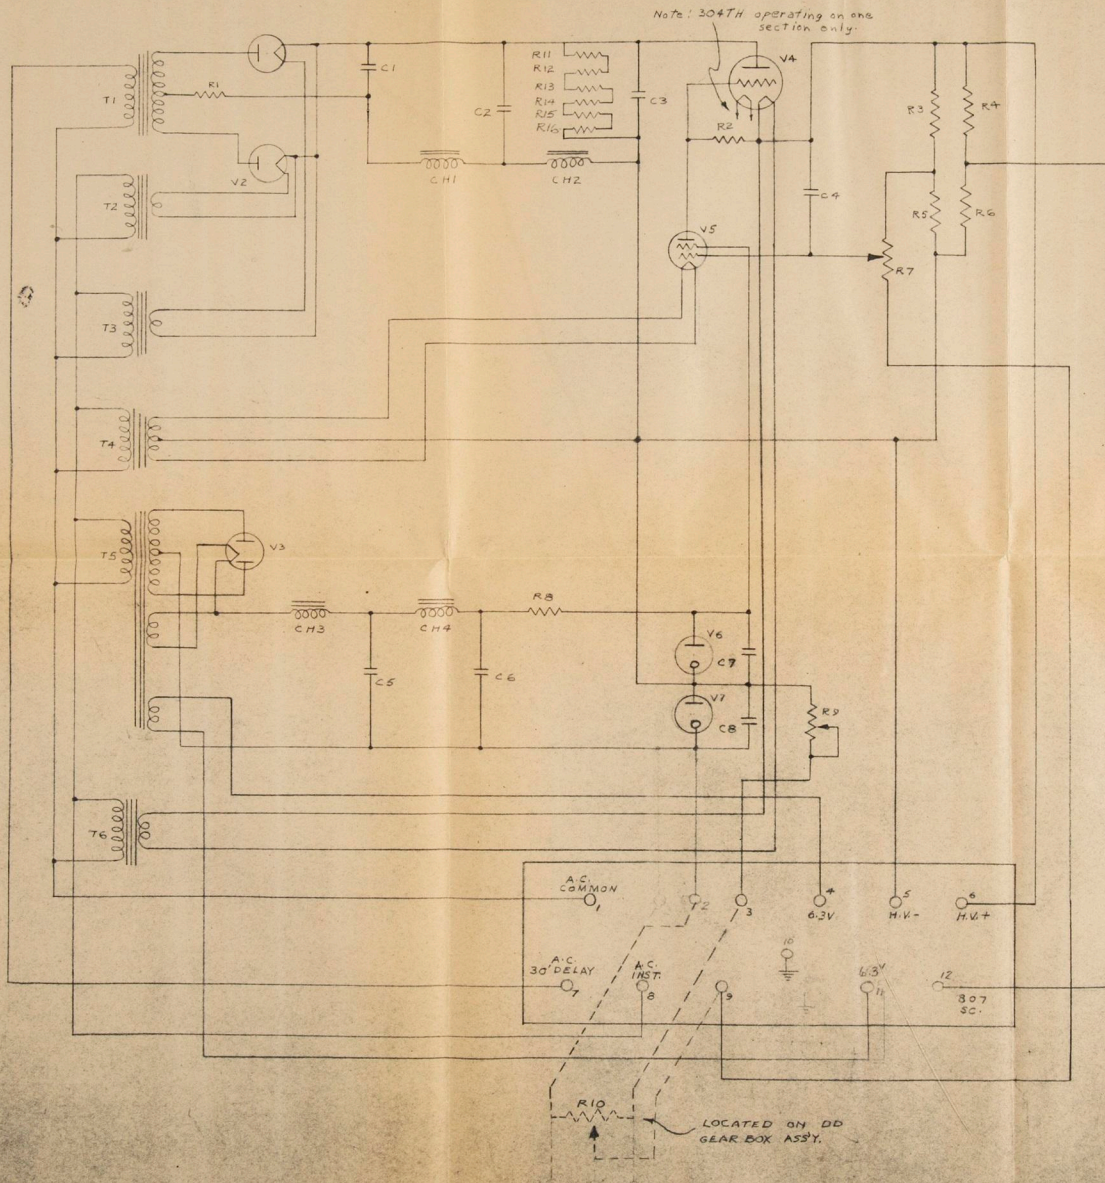 Note: 304TH operating on one
section only.
V4
R11
R12
R13
R14
R15
R16
C1
T1
R1
C2
C3
R2
R3
R4
CH1
CH2
V2
T2
C4
R5
R6
V5
R7
T3
T4
T5
V3
R8
CH3
CH4
V6
C7
C5
C6
V7
C8
R9
T6
A.C.
COMMON
1
2
3
4
6.3V.
5
H.V.-
6
H.V.+
10
A.C.
30' DELAY
7
A.C.
INST.
8
9
6.3V
11
12
807
SC.
R10
LOCATED ON DD
GEAR BOX ASS'Y.